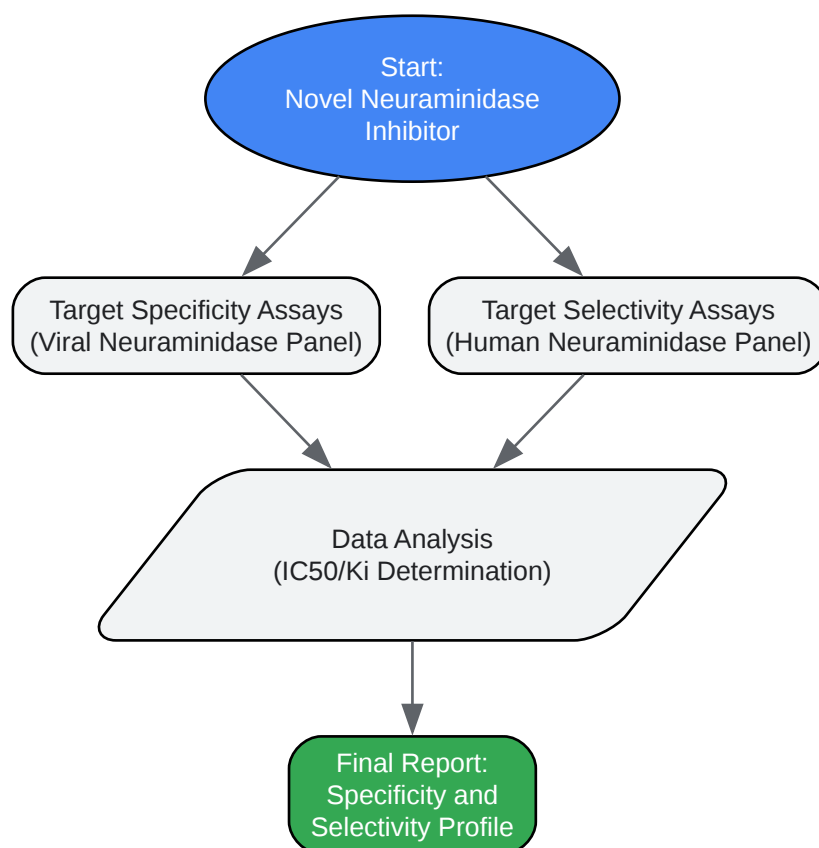 Start:
Novel Neuraminidase
Inhibitor
Target Specificity Assays
(Viral Neuraminidase Panel)
Target Selectivity Assays
(Human Neuraminidase Panel)
Data Analysis
(IC50/Ki Determination)
Final Report:
Specificity and
Selectivity Profile